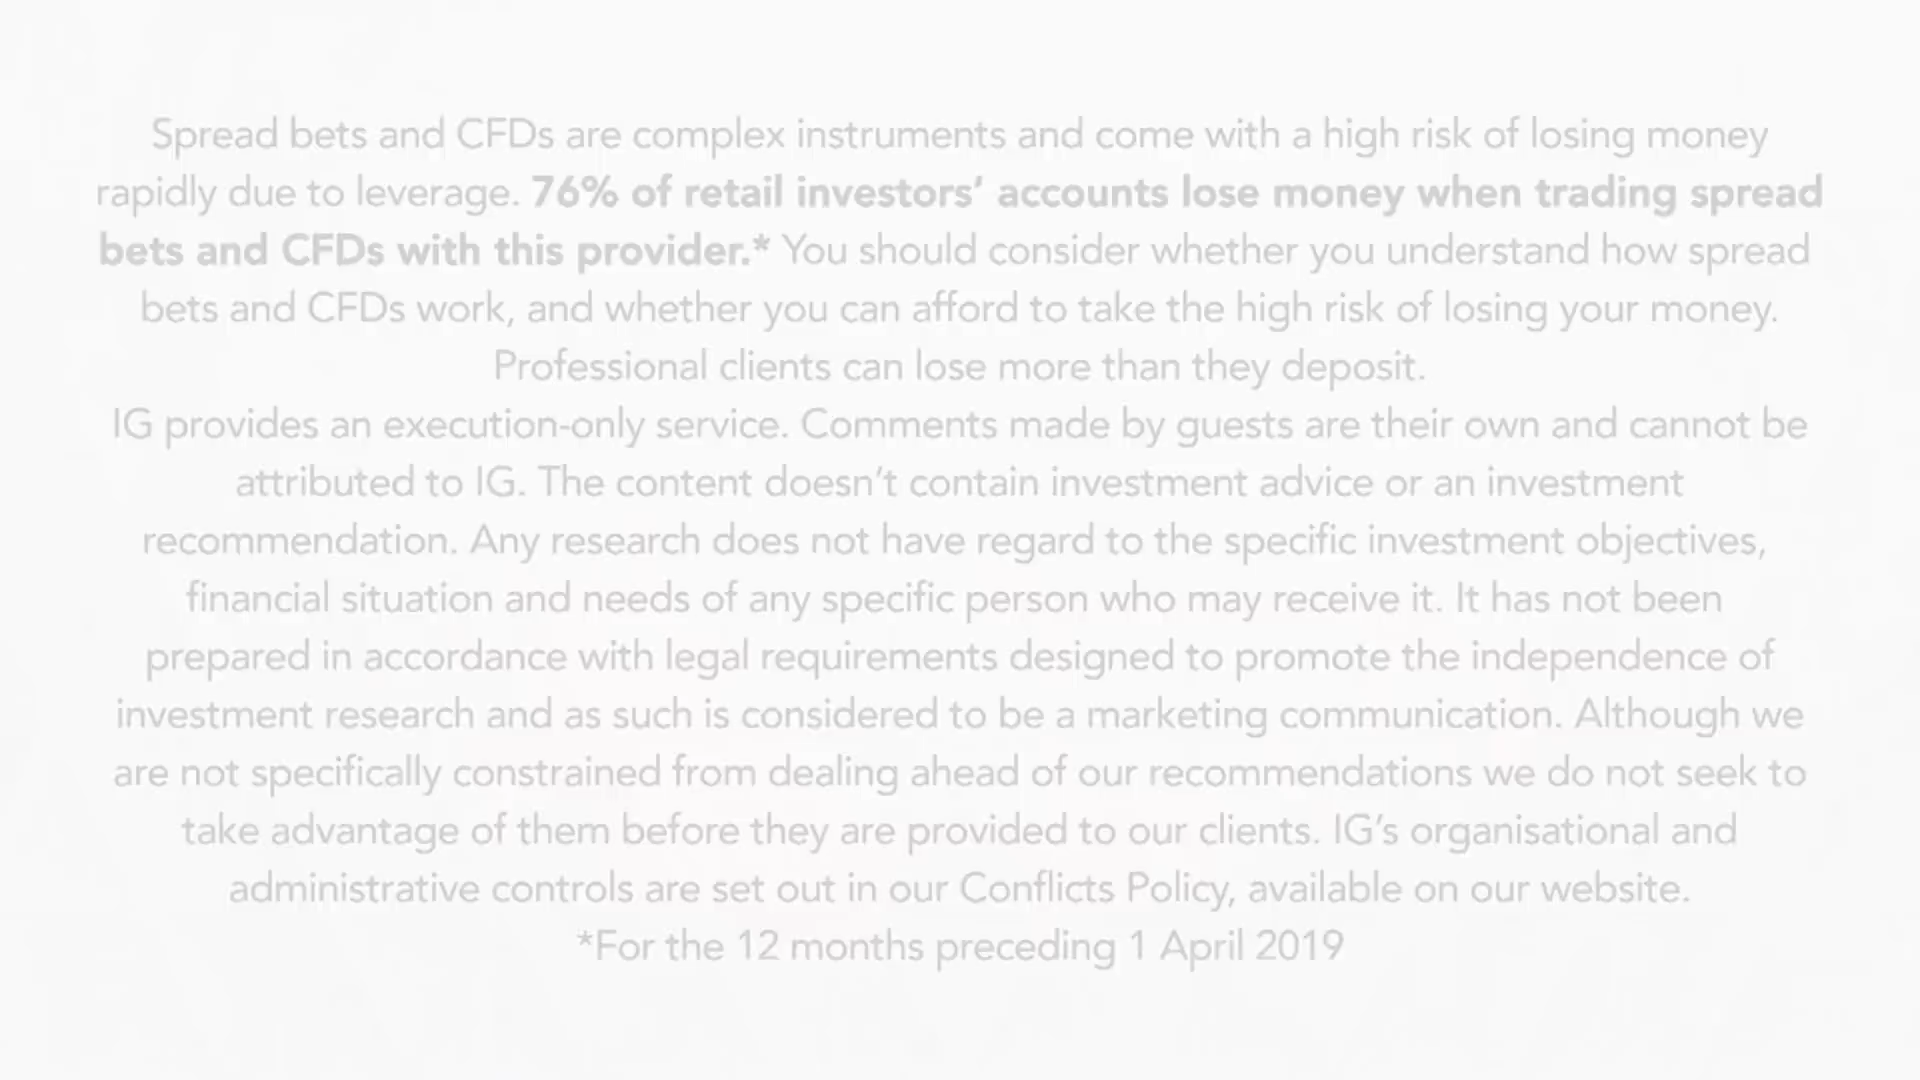 Spread bets and CFDs are complex instruments and come with a high risk of losing money
rapidly due to leverage. 76% of retail investors’ accounts lose money when trading spread
bets and CFDs with this provider.* You should consider whether you understand how spread
bets and CFDs work, and whether you can afford to take the high risk of losing your money.
Professional clients can lose more than they deposit.
IG provides an execution-only service. Comments made by guests are their own and cannot be
attributed to IG. The content doesn’t contain investment advice or an investment
recommendation. Any research does not have regard to the specific investment objectives,
financial situation and needs of any specific person who may receive it. It has not been
prepared in accordance with legal requirements designed to promote the independence of
investment research and as such is considered to be a marketing communication. Although we
are not specifically constrained from dealing ahead of our recommendations we do not seek to
take advantage of them before they are provided to our clients. IG’s organisational and
administrative controls are set out in our Conflicts Policy, available on our website.
*For the 12 months preceding 1 April 2019